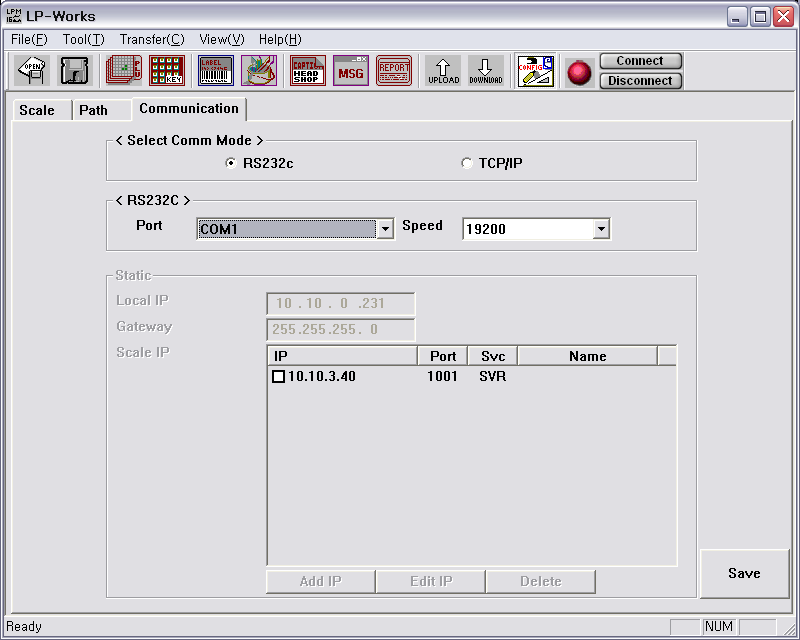 LP-Works
File(F) Tool(T) Transfer(C) View(V) Help(H)
OPEN PLU KEY LABEL CAPTION HEAD SHOP MSG REPORT UPLOAD DOWNLOAD CONFIG Connect
Disconnect
Scale Path Communication
< Select Comm Mode >
RS232c TCP/IP
< RS232C >
Port COM1 Speed 19200
Static
Local IP 10 . 10 . 0 .231
Gateway 255.255.255. 0
Scale IP
IP Port Svc Name
10.10.3.40 1001 SVR
Add IP Edit IP Delete
Save
Ready NUM